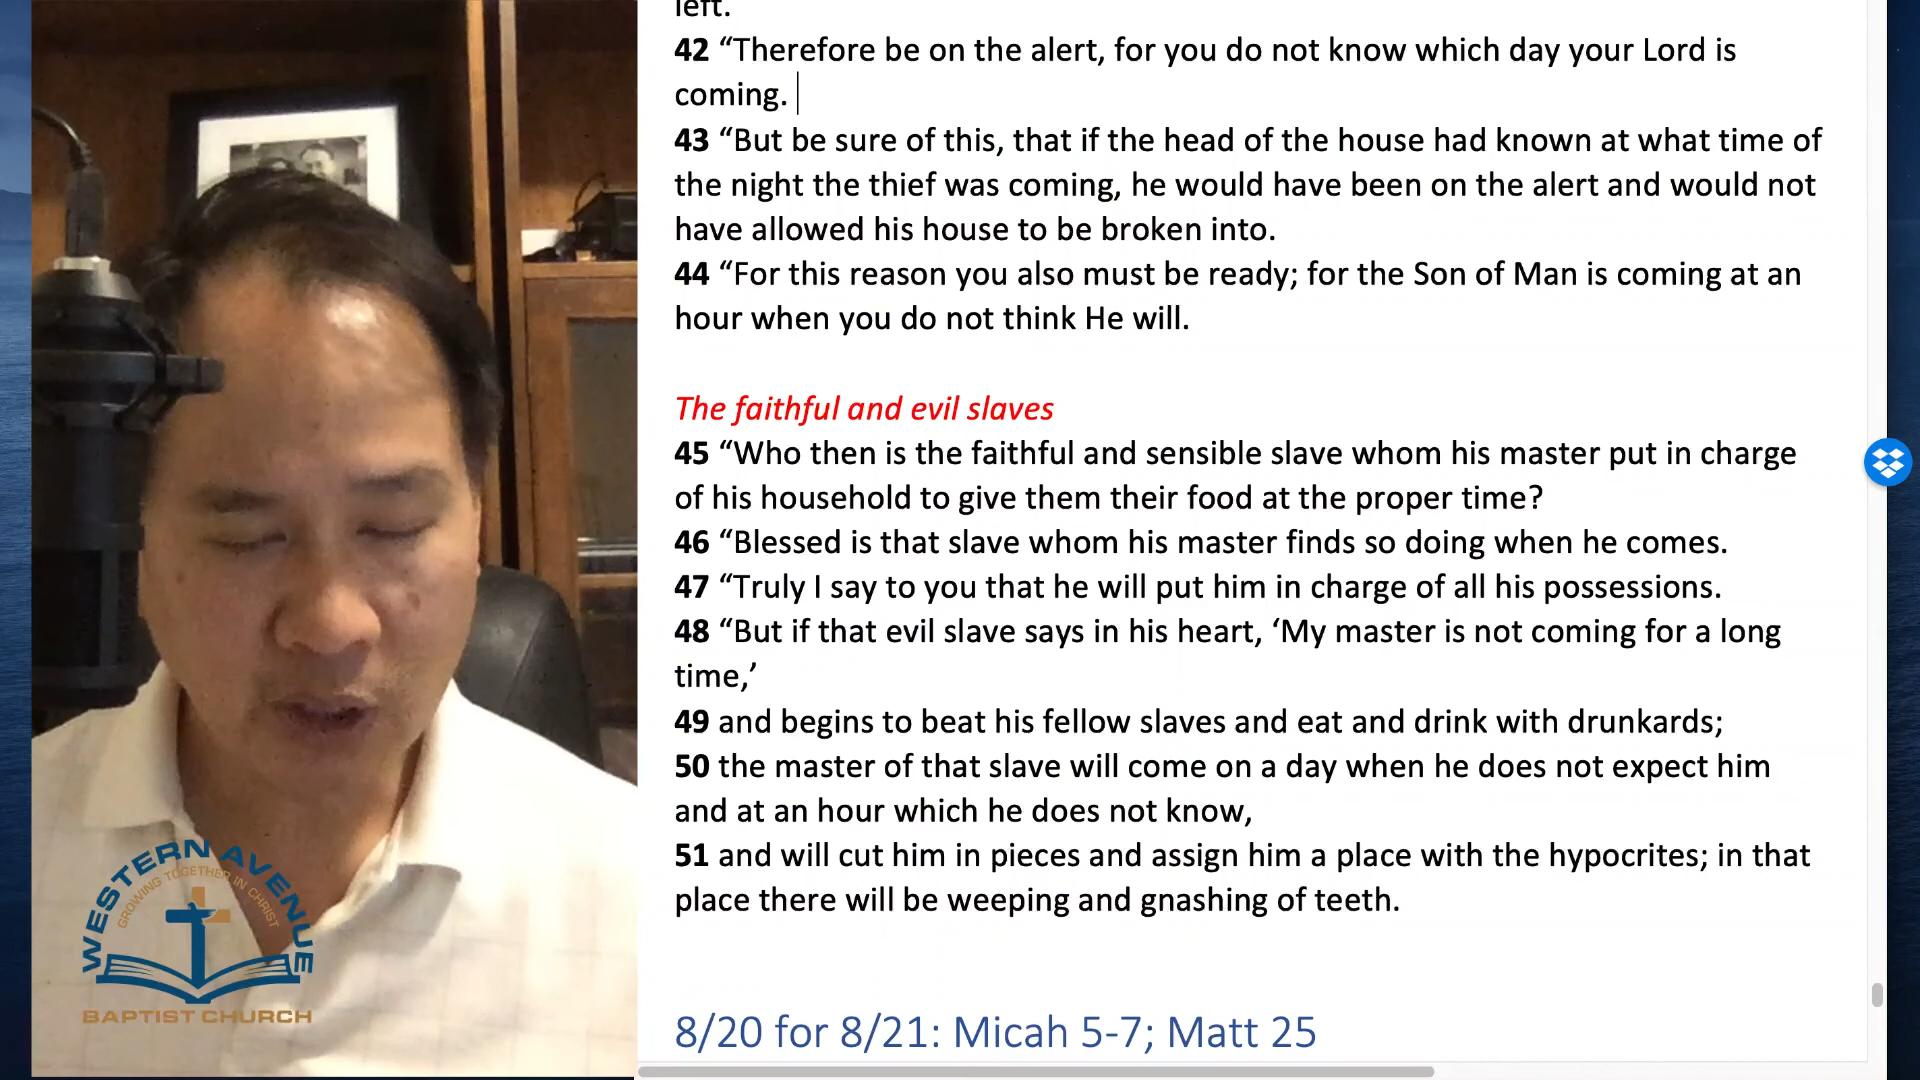 left.
42 “Therefore be on the alert, for you do not know which day your Lord is
coming.
43 “But be sure of this, that if the head of the house had known at what time of
the night the thief was coming, he would have been on the alert and would not
have allowed his house to be broken into.
44 “For this reason you also must be ready; for the Son of Man is coming at an
hour when you do not think He will.
The faithful and evil slaves
45 “Who then is the faithful and sensible slave whom his master put in charge
of his household to give them their food at the proper time?
46 “Blessed is that slave whom his master finds so doing when he comes.
47 “Truly I say to you that he will put him in charge of all his possessions.
48 “But if that evil slave says in his heart, ‘My master is not coming for a long
time,’
49 and begins to beat his fellow slaves and eat and drink with drunkards;
50 the master of that slave will come on a day when he does not expect him
and at an hour which he does not know,
51 and will cut him in pieces and assign him a place with the hypocrites; in that
place there will be weeping and gnashing of teeth.
8/20 for 8/21: Micah 5-7; Matt 25
WESTERN AVENUE
GROWING TOGETHER IN CHRIST
BAPTIST CHURCH